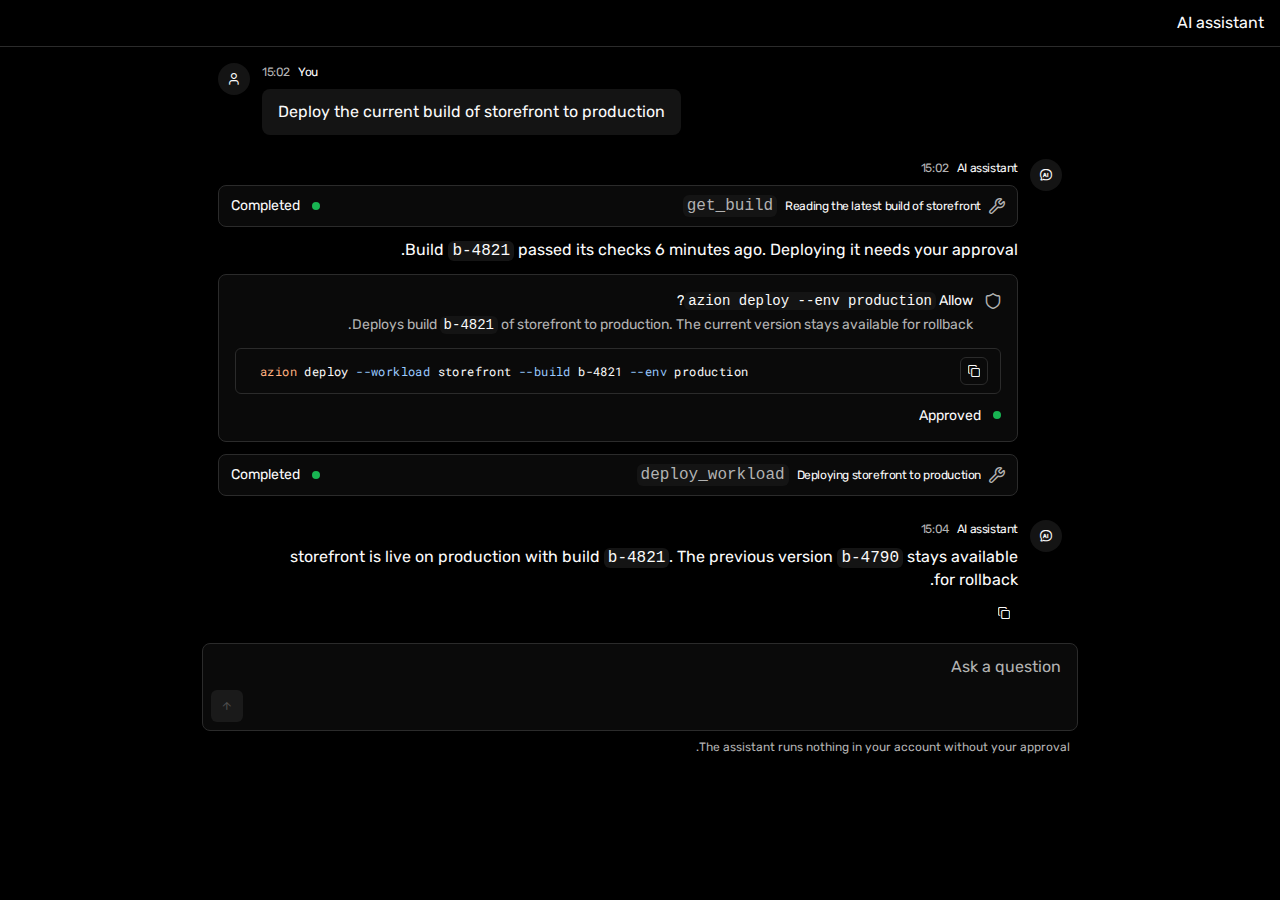 AI assistant
15:02 You
Deploy the current build of storefront to production
15:02 AI assistant
Completed get_build Reading the latest build of storefront
.Build b-4821 passed its checks 6 minutes ago. Deploying it needs your approval
? azion deploy --env production Allow
.Deploys build b-4821 of storefront to production. The current version stays available for rollback
azion deploy --workload storefront --build b-4821 --env production
Approved
Completed deploy_workload Deploying storefront to production
15:04 AI assistant
storefront is live on production with build b-4821. The previous version b-4790 stays available
.for rollback
Ask a question
.The assistant runs nothing in your account without your approval